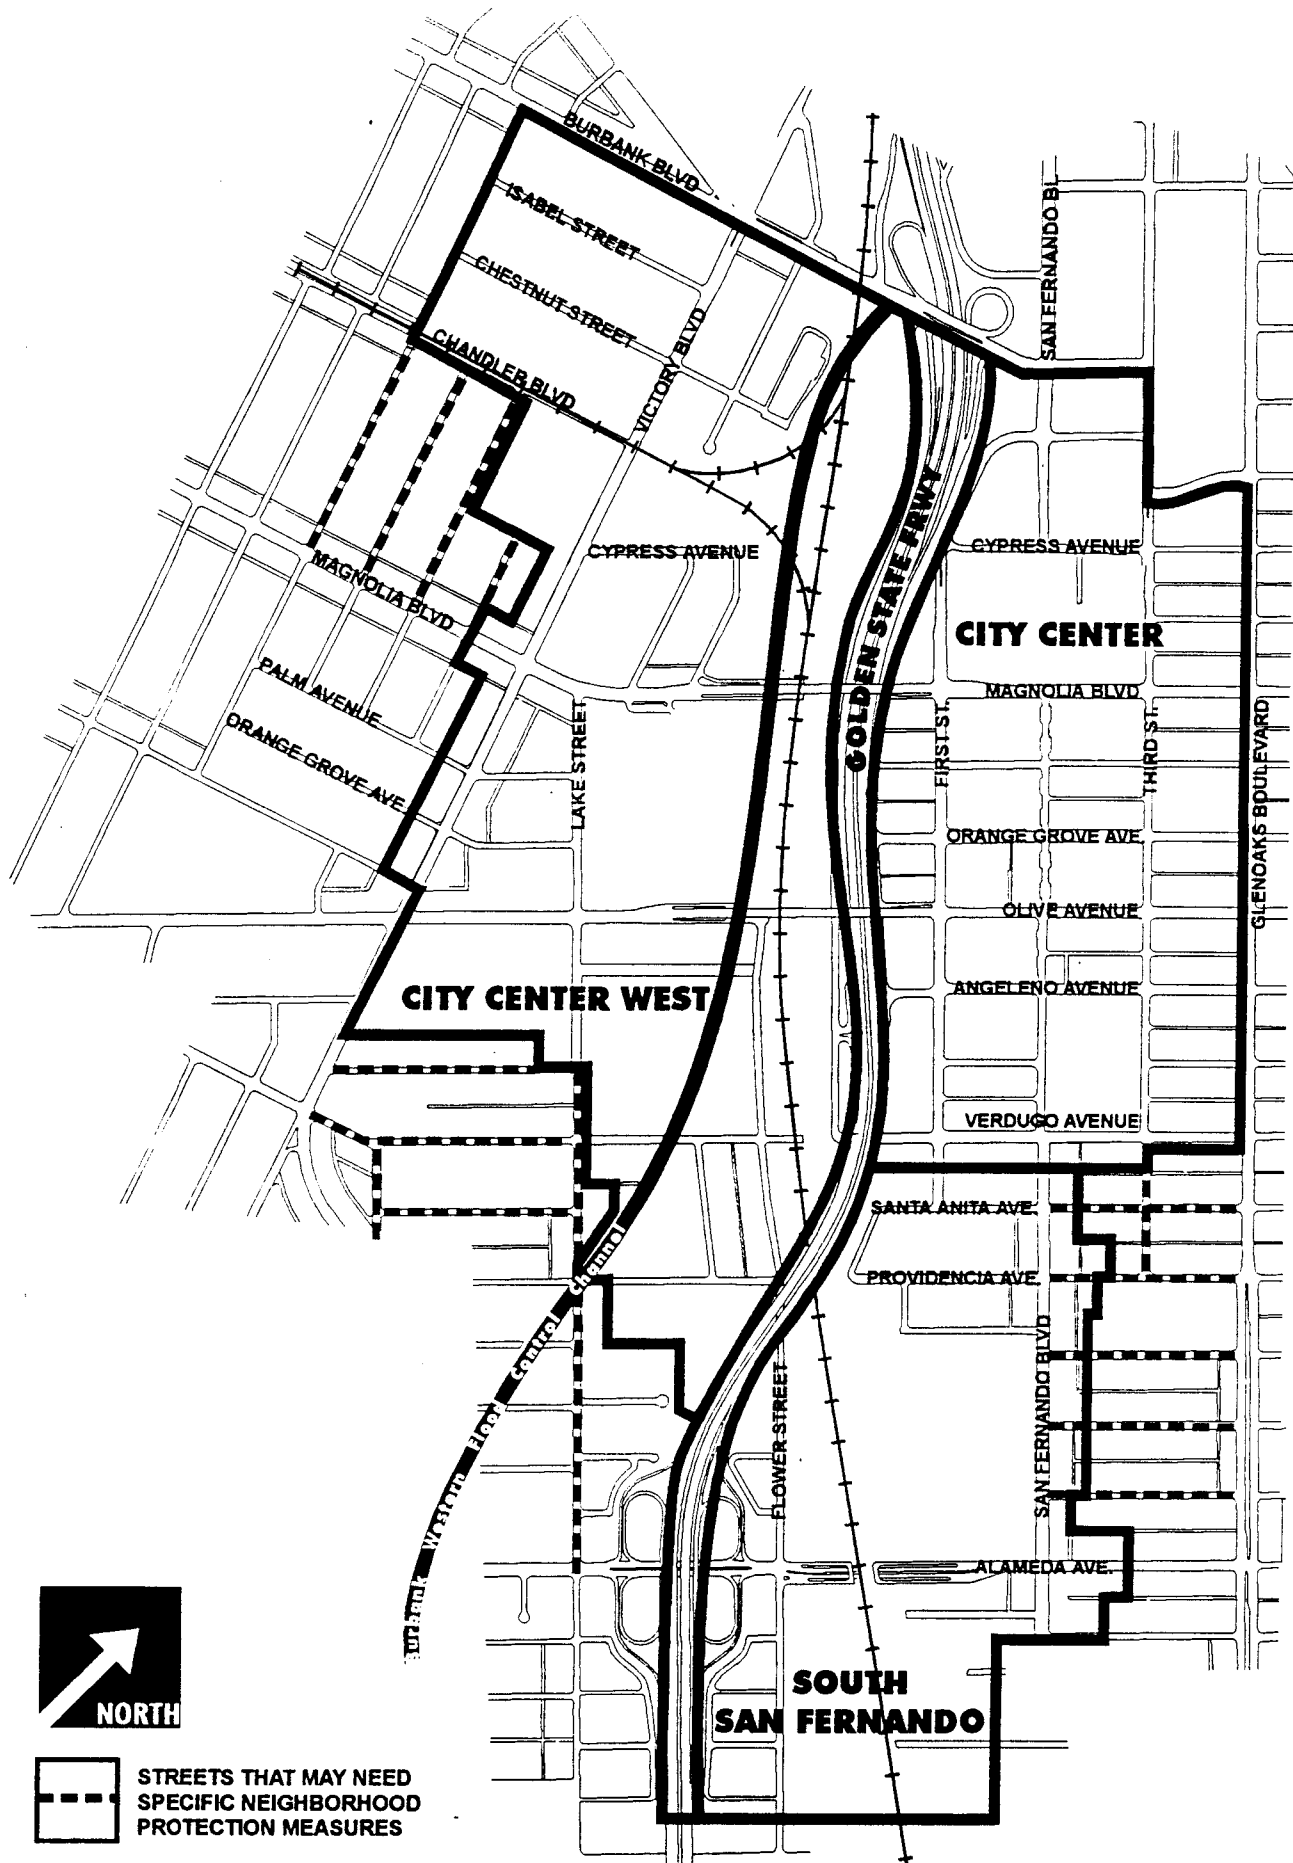 BURBANK BLVD
ISABEL STREET
CHESTNUT STREET
CHANDLER BLVD
VICTORY BLVD
SAN FERNANDO BL
GOLDEN STATE FRWY
CYPRESS AVENUE
CYPRESS AVENUE
MAGNOLIA BLVD
CITY CENTER
PALM AVENUE
ORANGE GROVE AVE.
LAKE STREET
MAGNOLIA BLVD
FIRST ST.
THIRD ST.
GLENOAKS BOULEVARD
ORANGE GROVE AVE.
OLIVE AVENUE
CITY CENTER WEST
ANGELENO AVENUE
VERDUGO AVENUE
SANTA ANITA AVE.
PROVIDENCIA AVE.
Burbank Western Flood Control Channel
FLOWER STREET
SAN FERNANDO BLVD
ALAMEDA AVE.
SOUTH
SAN FERNANDO
NORTH
STREETS THAT MAY NEED
SPECIFIC NEIGHBORHOOD
PROTECTION MEASURES